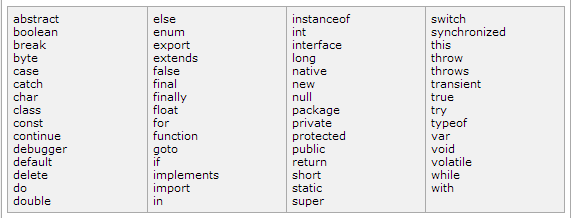 abstract
boolean
break
byte
case
catch
char
class
const
continue
debugger
default
delete
do
double
else
enum
export
extends
false
final
finally
float
for
function
goto
if
implements
import
in
instanceof
int
interface
long
native
new
null
package
private
protected
public
return
short
static
super
switch
synchronized
this
throw
throws
transient
true
try
typeof
var
void
volatile
while
with